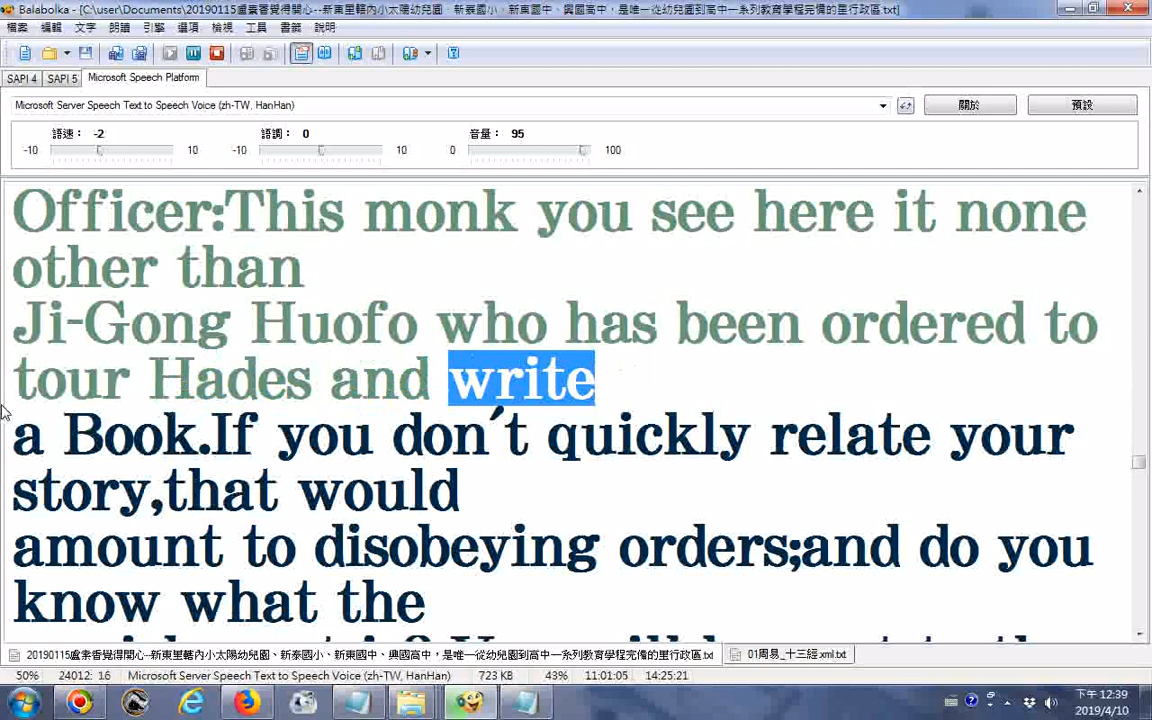 Balabolka - [C:\user\Documents\20190115盧素香覺得開心--新東里轄內小太陽幼兒園、新泰國小、新東國中、興國高中，是唯一從幼兒園到高中一系列教育學程完備的里行政區.txt]
檔案 編輯 文字 朗讀 引擎 選項 檢視 工具 書籤 說明
SAPI 4 SAPI 5 Microsoft Speech Platform
Microsoft Server Speech Text to Speech Voice (zh-TW, HanHan) 關於 預設
語速： -2 語調： 0 音量： 95
-10 10 -10 10 0 100
Officer:This monk you see here it none
other than
Ji-Gong Huofo who has been ordered to
tour Hades and write
a Book.If you don't quickly relate your
story,that would
amount to disobeying orders;and do you
know what the
20190115盧素香覺得開心--新東里轄內小太陽幼兒園、新泰國小、新東國中、興國高中，是唯一從幼兒園到高中一系列教育學程完備的里行政區.txt 01周易_十三經.xml.txt
50% 24012: 16 Microsoft Server Speech Text to Speech Voice (zh-TW, HanHan) 723 KB 43% 11:01:05 14:25:21
下午 12:39
2019/4/10